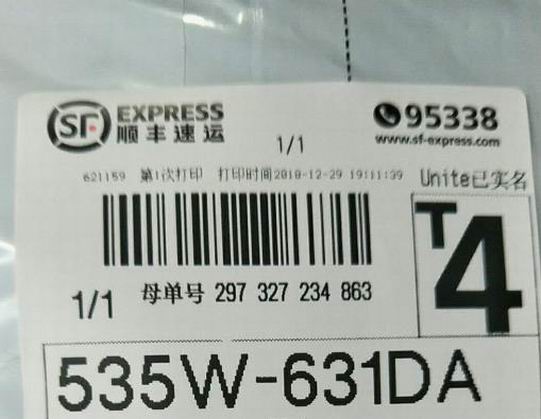 SF EXPRESS
顺丰速运
95338
www.sf-express.com
1/1
621159 第1次打印 打印时间2018-12-29 19:11:39 Unite已实名
T4
1/1 母单号 297 327 234 863
535W-631DA